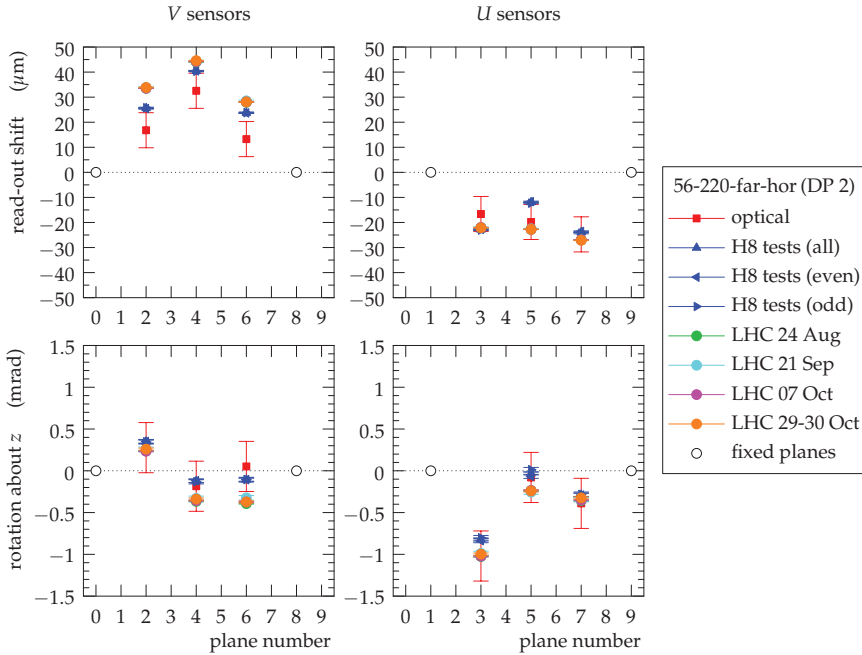 V sensors
U sensors
read-out shift (μm)
50
40
30
20
10
0
−10
−20
−30
−40
−50
0 1 2 3 4 5 6 7 8 9
50
40
30
20
10
0
−10
−20
−30
−40
−50
0 1 2 3 4 5 6 7 8 9
rotation about z (mrad)
1.5
1
0.5
0
−0.5
−1
−1.5
0 1 2 3 4 5 6 7 8 9
plane number
1.5
1
0.5
0
−0.5
−1
−1.5
0 1 2 3 4 5 6 7 8 9
plane number
56-220-far-hor (DP 2)
optical
H8 tests (all)
H8 tests (even)
H8 tests (odd)
LHC 24 Aug
LHC 21 Sep
LHC 07 Oct
LHC 29-30 Oct
fixed planes